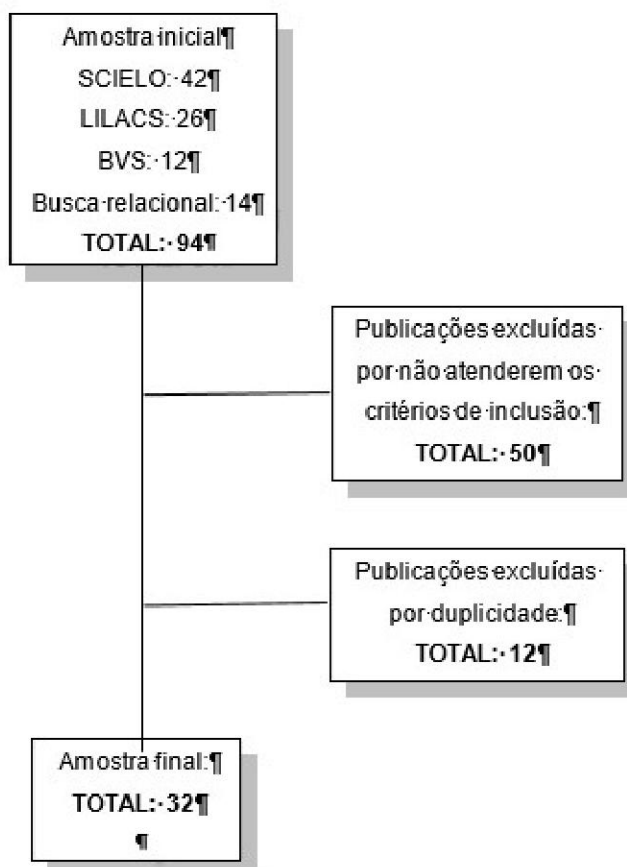 Amostra inicial¶
SCIELO:·42¶
LILACS:·26¶
BVS:·12¶
Busca·relacional:·14¶
TOTAL:·94¶
Publicações excluídas·
por·não·atenderem·os·
critérios·de·inclusão:¶
TOTAL:·50¶
Publicações·excluídas·
por·duplicidade:¶
TOTAL:·12¶
Amostra·final:¶
TOTAL:·32¶
¶